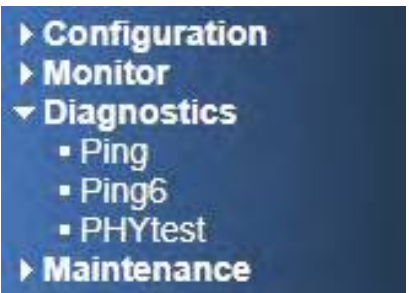 Configuration
Monitor
Diagnostics
Ping
Ping6
PHYtest
Maintenance